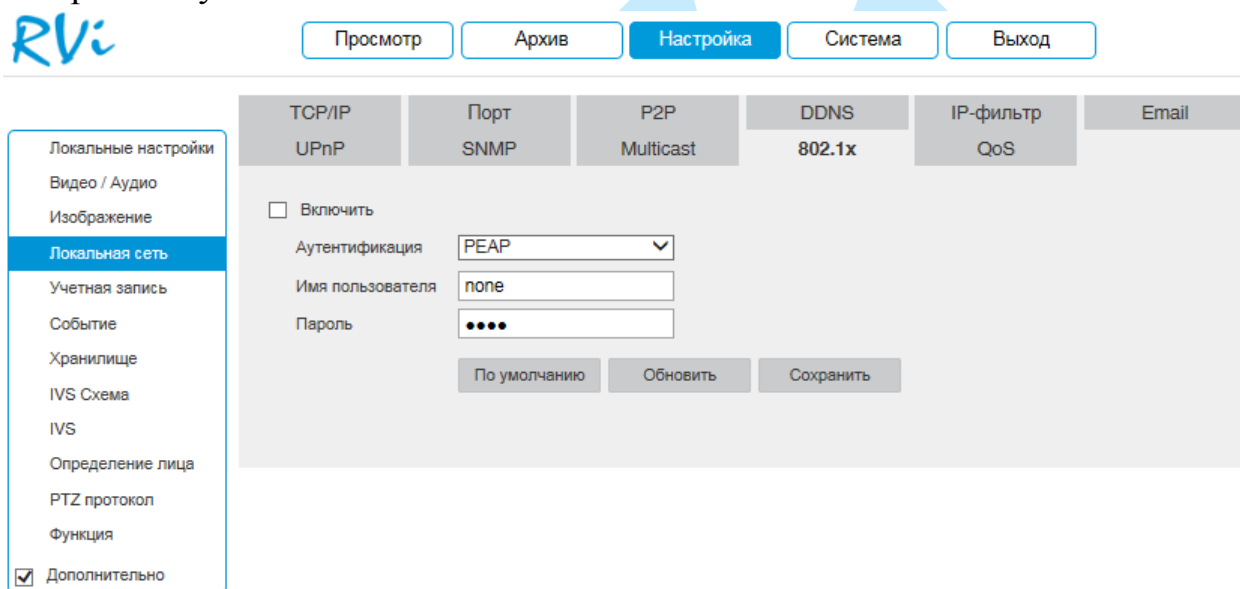 RVi
Просмотр Архив Настройка Система Выход
TCP/IP Порт P2P DDNS IP-фильтр Email
UPnP SNMP Multicast 802.1x QoS
Локальные настройки
Видео / Аудио
Изображение
Локальная сеть
Учетная запись
Событие
Хранилище
IVS Схема
IVS
Определение лица
PTZ протокол
Функция
Дополнительно
Включить
Аутентификация PEAP
Имя пользователя none
Пароль ••••
По умолчанию Обновить Сохранить